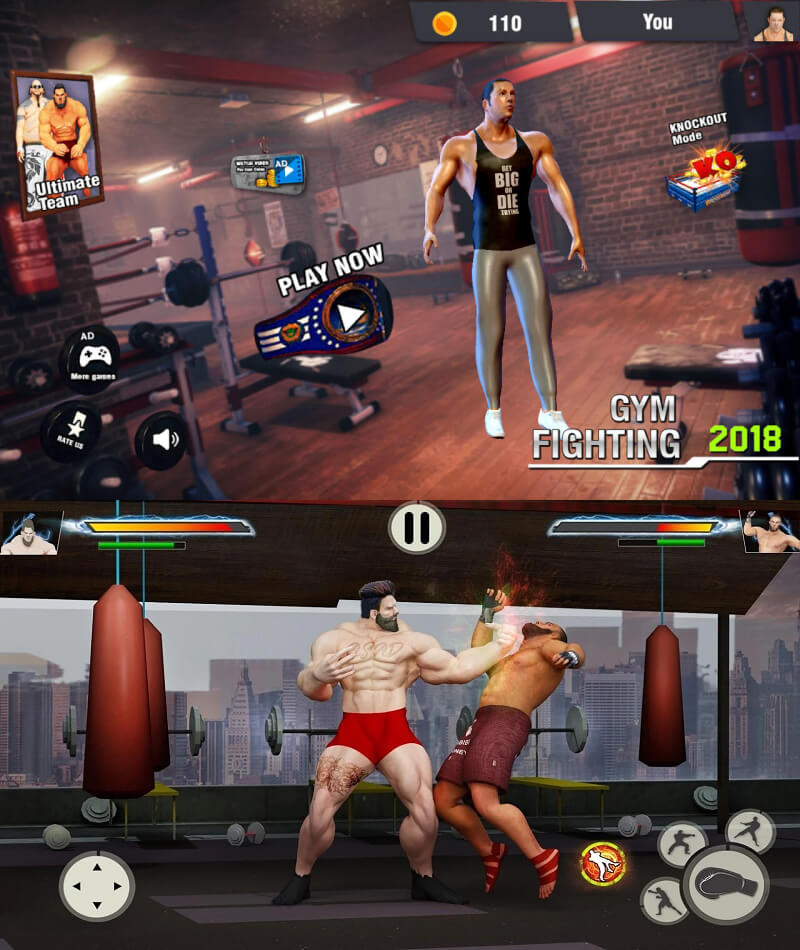 110
You
KNOCKOUT
Mode
KO
AD
Ultimate
Team
GET
BIG
OR
DIE
TRYING
PLAY NOW
AD
More games
RATE US
GYM
FIGHTING 2018